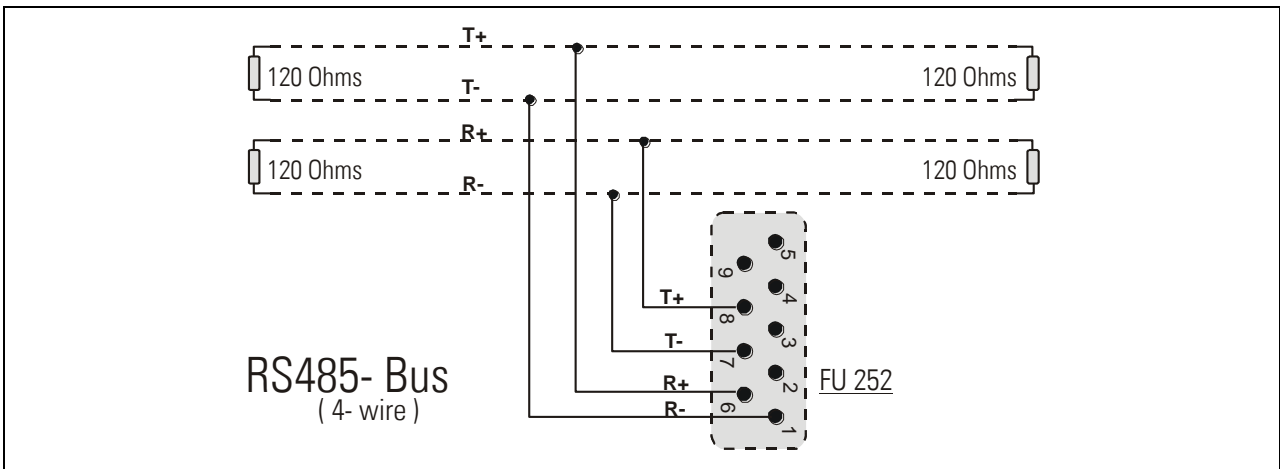 T+
120 Ohms
120 Ohms
T-
R+
120 Ohms
120 Ohms
R-
5
9
4
T+
8
3
T-
7
2
FU 252
R+
6
R-
1
RS485- Bus
( 4- wire )